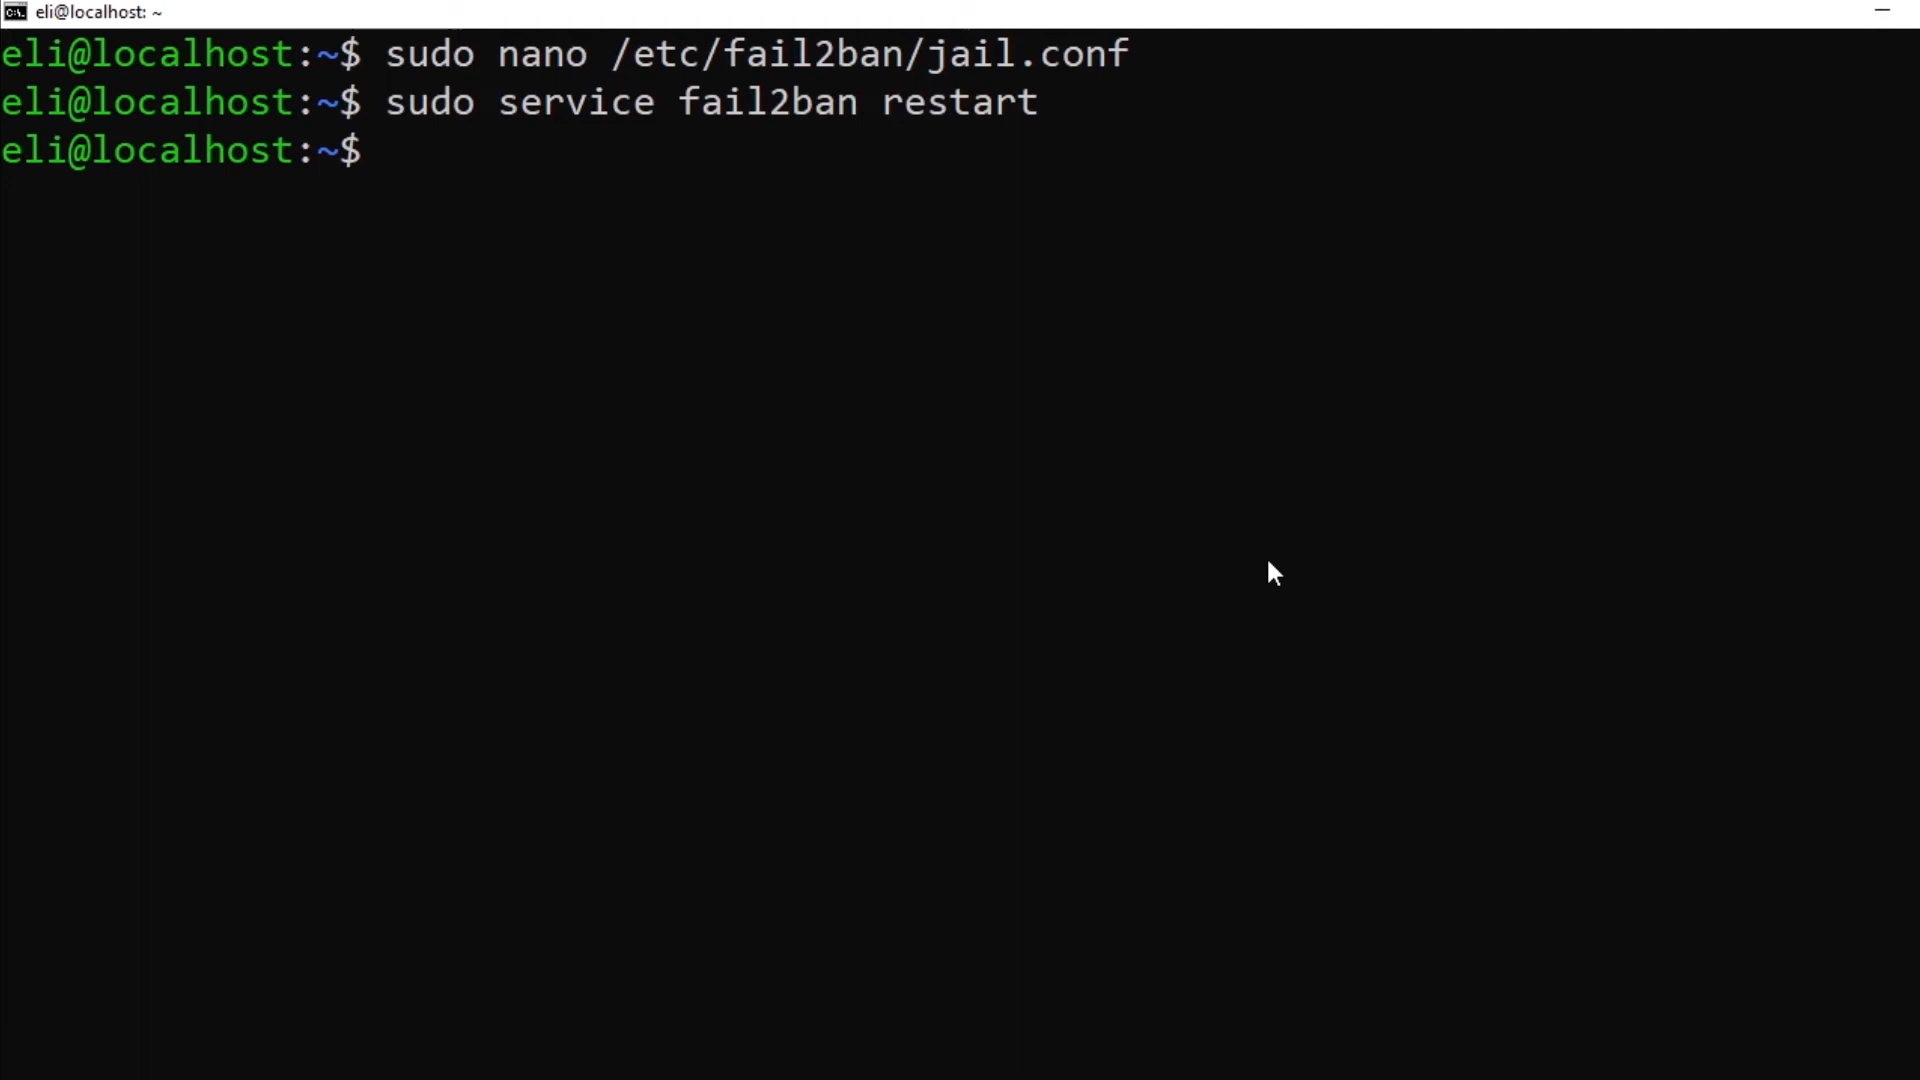 eli@localhost: ~
eli@localhost:~$ sudo nano /etc/fail2ban/jail.conf
eli@localhost:~$ sudo service fail2ban restart
eli@localhost:~$